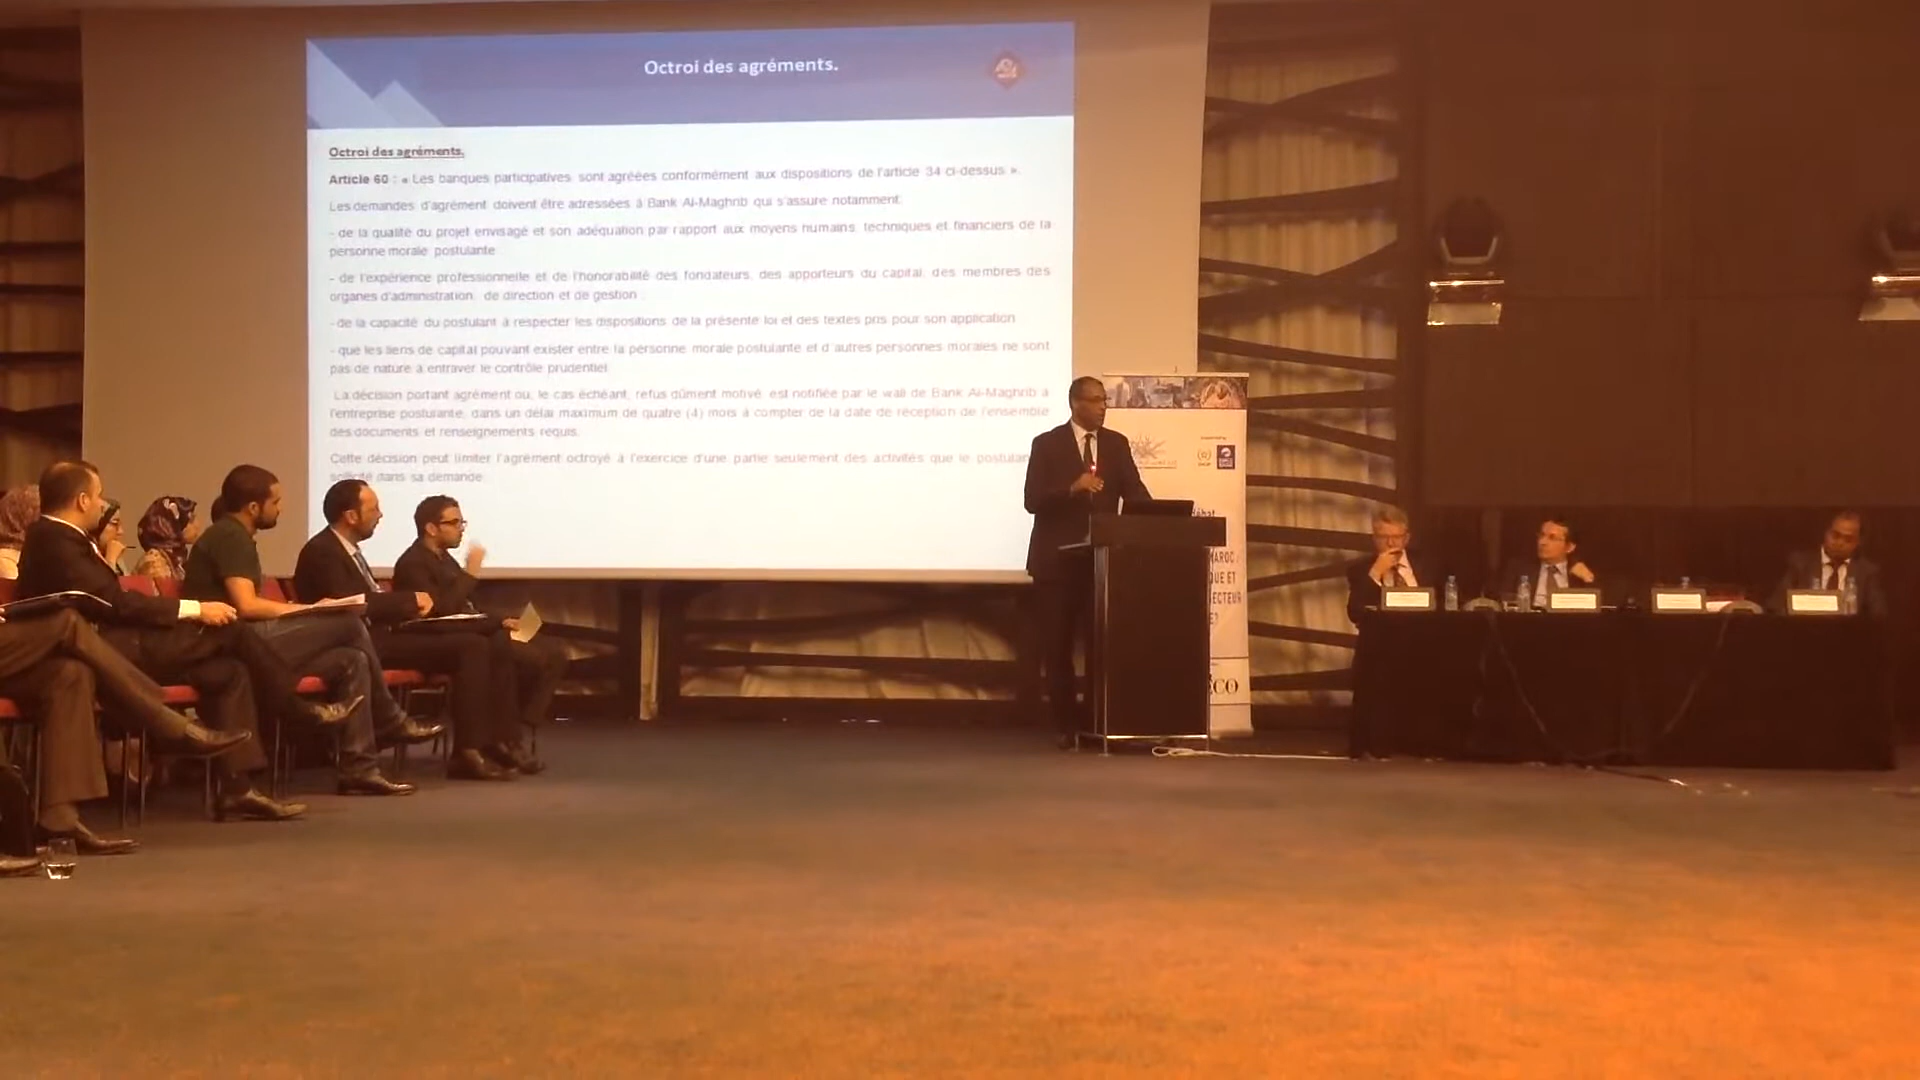 Octroi des agréments.
Octroi des agréments.
Article 60 : « Les banques participatives sont agréées conformément aux dispositions de l'article 34 ci-dessus ».
Les demandes d'agrément doivent être adressées à Bank Al-Maghrib qui s'assure notamment:
- de la qualité du projet envisagé et son adéquation par rapport aux moyens humains, techniques et financiers de la
personne morale postulante
- de l'expérience professionnelle et de l'honorabilité des fondateurs, des apporteurs du capital, des membres des
organes d'administration, de direction et de gestion ;
- de la capacité du postulant à respecter les dispositions de la présente loi et des textes pris pour son application
- que les liens de capital pouvant exister entre la personne morale postulante et d'autres personnes morales ne sont
pas de nature à entraver le contrôle prudentiel
La décision portant agrément ou, le cas échéant, refus dûment motivé, est notifiée par le wali de Bank Al-Maghrib à
l'entreprise postulante, dans un délai maximum de quatre (4) mois à compter de la date de réception de l'ensemble
des documents et renseignements requis.
Cette décision peut limiter l'agrément octroyé à l'exercice d'une partie seulement des activités que le postulan
sollicité dans sa demande
débat
MAROC :
QUE ET
SECTEUR
E?
ECO